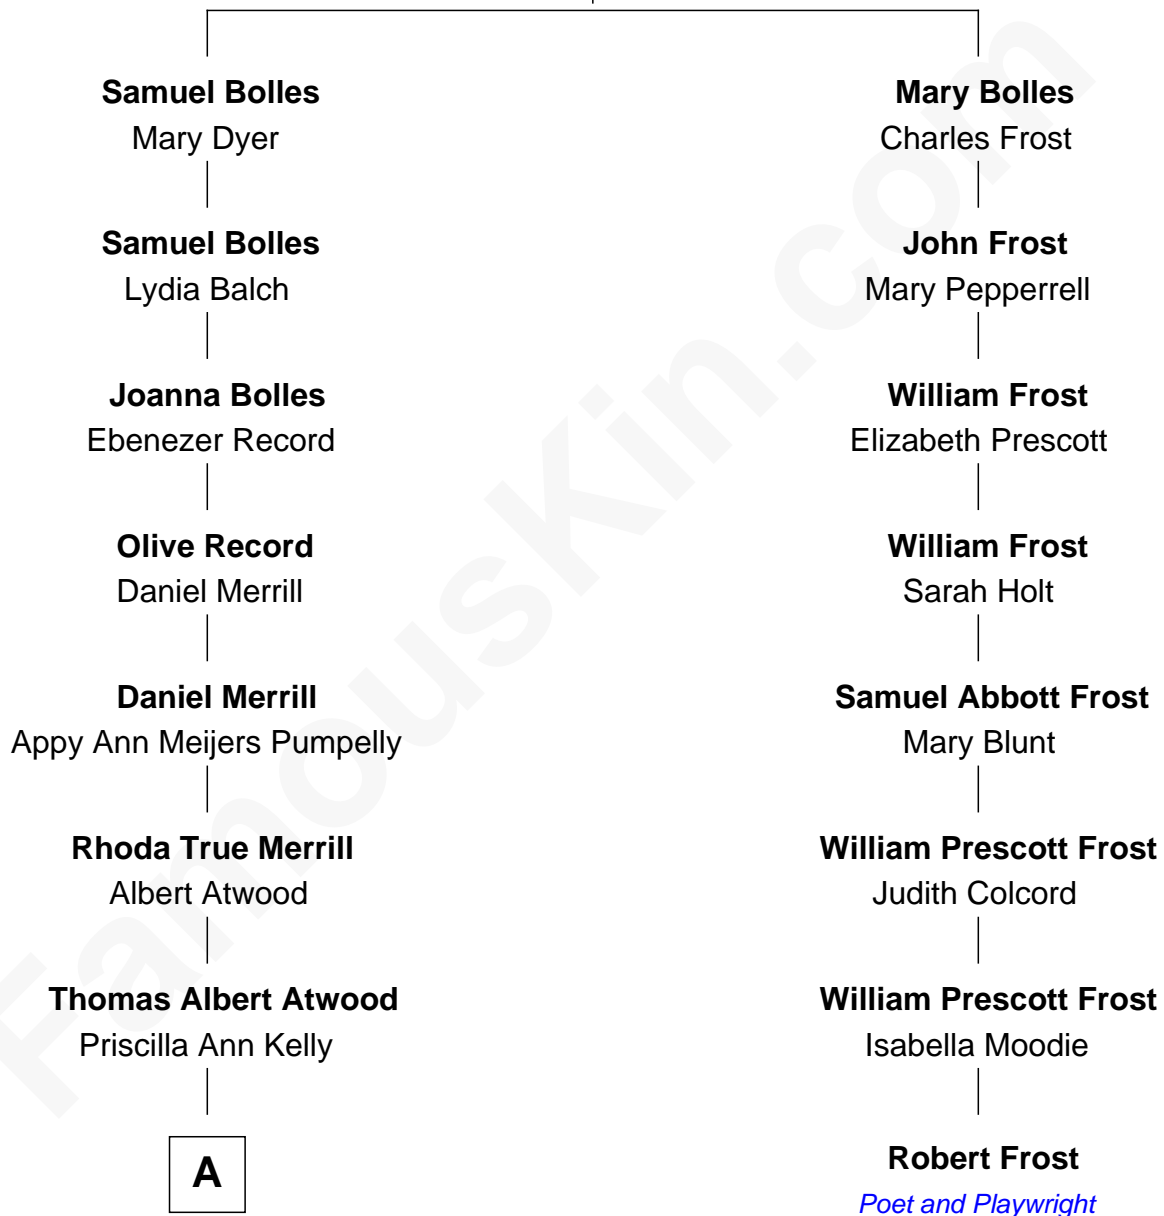 Samuel Bolles
Mary Dyer
Samuel Bolles
Lydia Balch
Joanna Bolles
Ebenezer Record
Olive Record
Daniel Merrill
Daniel Merrill
Appy Ann Meijers Pumpelly
Rhoda True Merrill
Albert Atwood
Thomas Albert Atwood
Priscilla Ann Kelly
A
Mary Bolles
Charles Frost
John Frost
Mary Pepperrell
William Frost
Elizabeth Prescott
William Frost
Sarah Holt
Samuel Abbott Frost
Mary Blunt
William Prescott Frost
Judith Colcord
William Prescott Frost
Isabella Moodie
Robert Frost
Poet and Playwright
FamousKin.com